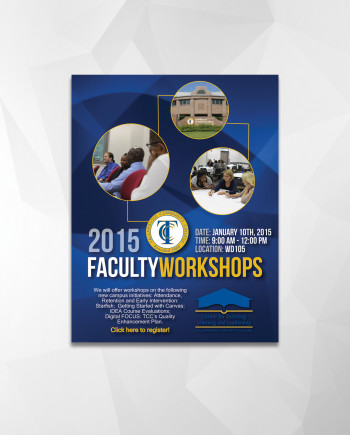 2015
TCC
DATE: JANUARY 10TH, 2015
TIME: 9:00 AM - 12:00 PM
LOCATION: WD105
FACULTYWORKSHOPS
We will offer workshops on the following
new campus initiatives: Attendance,
Retention and Early Intervention:
Starfish; Getting Started with Canvas;
IDEA Course Evaluations;
Digital FOCUS: TCC's Quality
Enhancement Plan.
Click here to register!